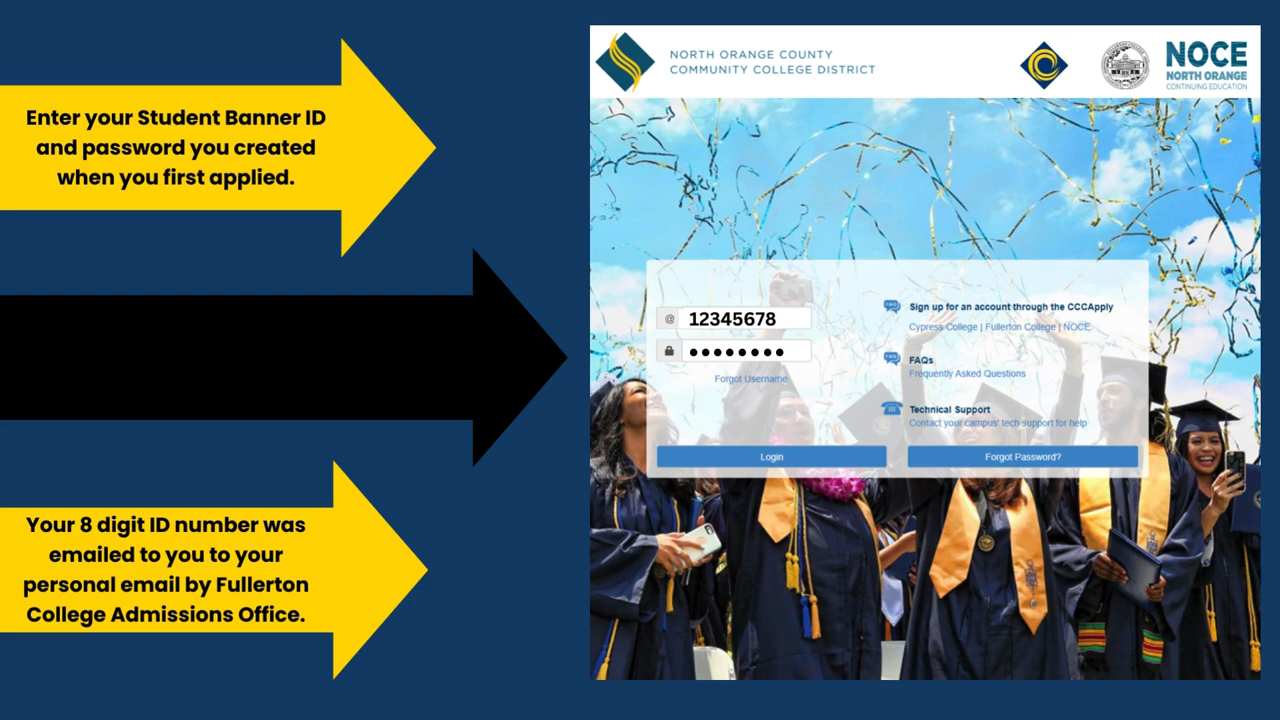 Enter your Student Banner ID
and password you created
when you first applied.
Your 8 digit ID number was
emailed to you to your
personal email by Fullerton
College Admissions Office.
NORTH ORANGE COUNTY
COMMUNITY COLLEGE DISTRICT
NOCE
NORTH ORANGE
CONTINUING EDUCATION
@ 12345678
●●●●●●●●
Forgot Username
Login
FAQ Sign up for an account through the CCCApply
Cypress College | Fullerton College | NOCE
FAQ FAQs
Frequently Asked Questions
Technical Support
Contact your campus' tech support for help
Forgot Password?